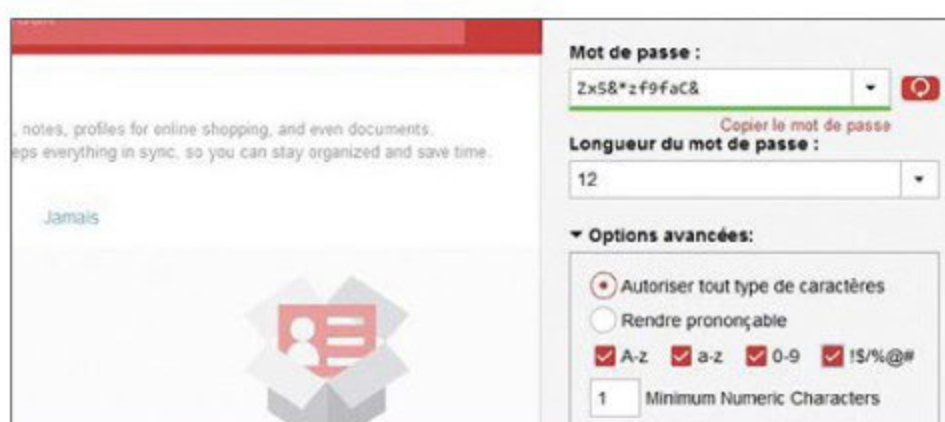 , notes, profiles for online shopping, and even documents.
eps everything in sync, so you can stay organized and save time.
Jamais
Mot de passe :
ZxS&*zf9faC&
Copier le mot de passe
Longueur du mot de passe :
12
Options avancées:
Autoriser tout type de caractères
Rendre prononçable
A-z a-z 0-9 !$/%@#
1 Minimum Numeric Characters